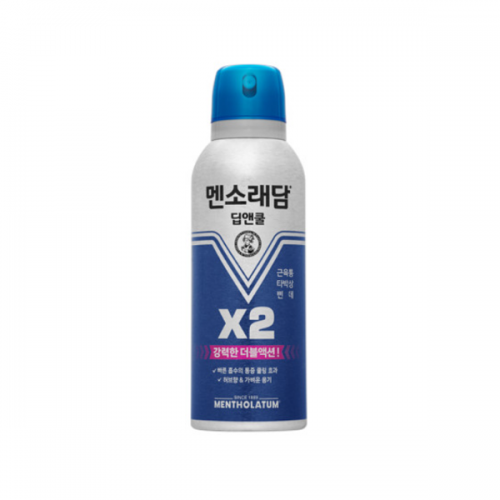 멘소래담
딥앤쿨
근육통
타박상
삔 데
X2
강력한 더블액션!
✓ 빠른 흡수의 통증 쿨링 효과
✓ 허브향 & 가벼운 용기
SINCE 1889
MENTHOLATUM